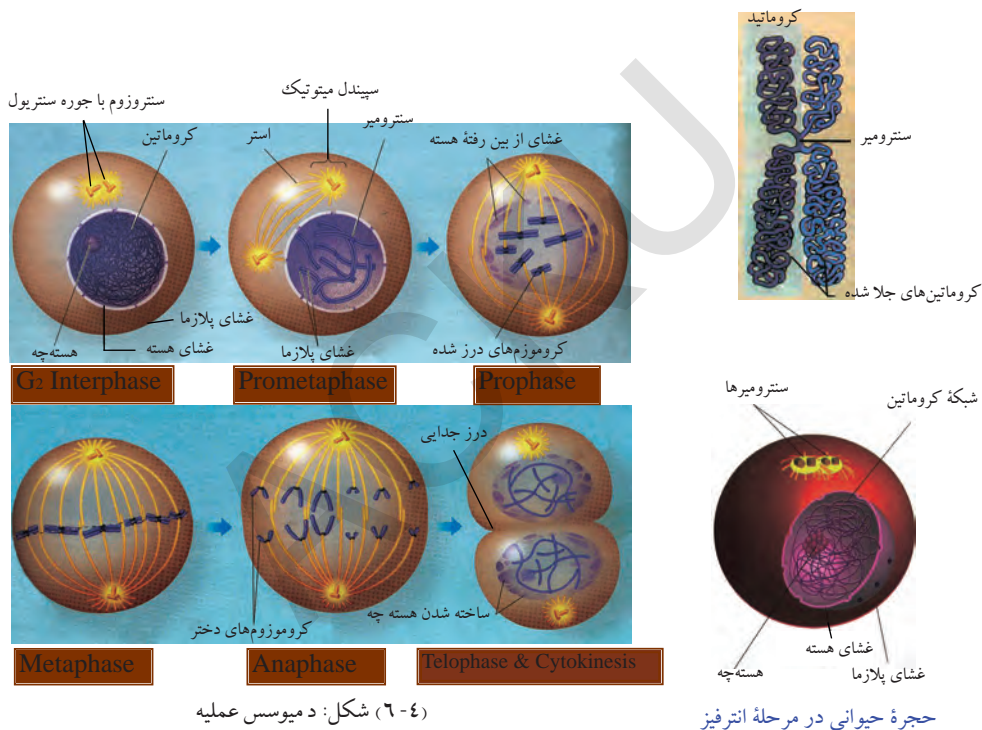 کروماتید
سنترومیر
کروماتین‌های جلا شده
سپیندل میتوتیک
سنتروزوم با جوره سنتریول
کروماتین
استر
سنترومیر
غشای از بین رفتهٔ هسته
غشای پلازما
غشای هسته
هسته‌چه
غشای پلازما
کروموزم‌های درز شده
G2 Interphase
Prometaphase
Prophase
درز جدایی
کروموزوم‌های دختر
ساخته شدن هسته چه
Metaphase
Anaphase
Telophase & Cytokinesis
(٤-٦) شکل: د میوسس عملیه
سنترومیرها
شبکهٔ کروماتین
غشای هسته
هسته‌چه
غشای پلازما
حجرهٔ حیوانی در مرحلهٔ انترفیز